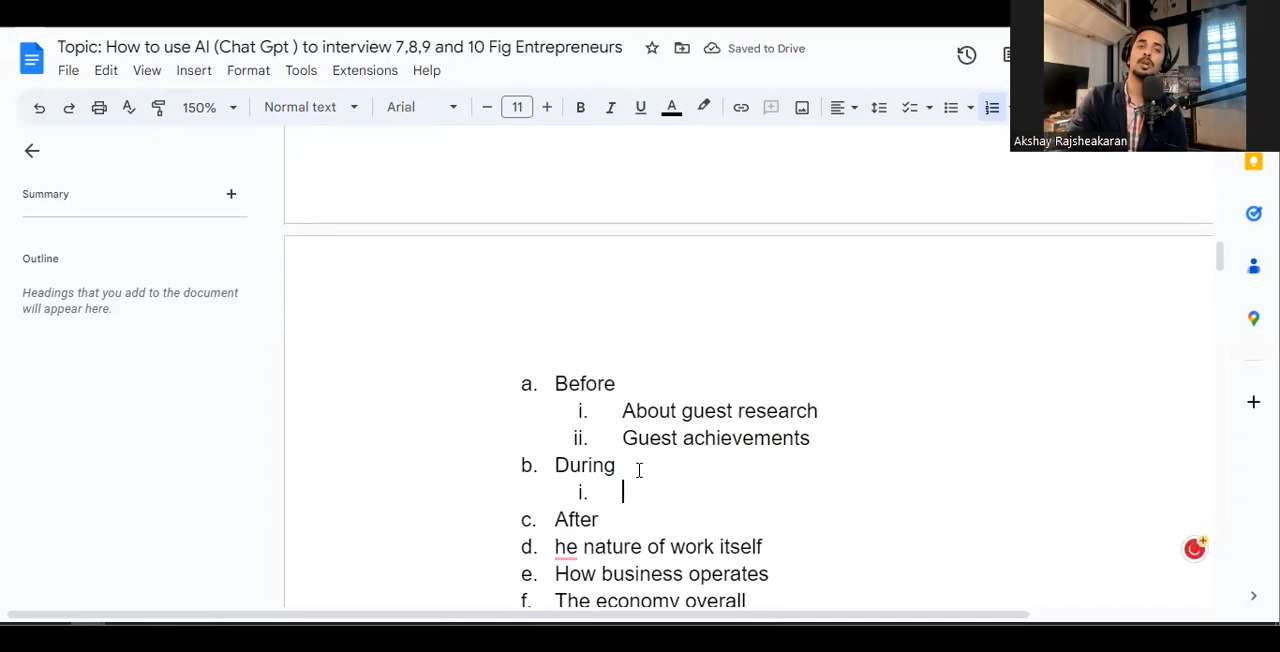 Topic: How to use AI (Chat Gpt ) to interview 7,8,9 and 10 Fig Entrepreneurs
Saved to Drive
File Edit View Insert Format Tools Extensions Help
150% Normal text Arial 11 B I U A
Akshay Rajsheakaran
Summary
Outline
Headings that you add to the document
will appear here.
a. Before
i. About guest research
ii. Guest achievements
b. During
i.
c. After
d. he nature of work itself
e. How business operates
f. The economy overall